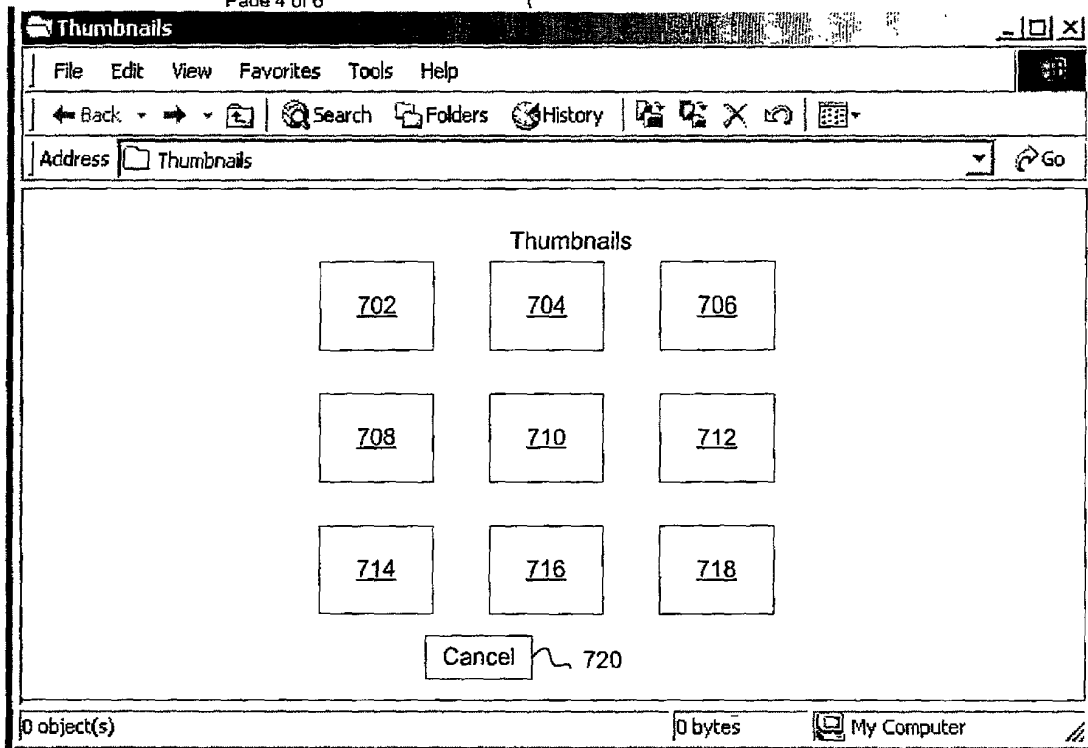 Page 4 of 6
Thumbnails
File Edit View Favorites Tools Help
Back Search Folders History
Address Thumbnails Go
Thumbnails
702 704 706
708 710 712
714 716 718
Cancel 720
0 object(s) 0 bytes My Computer